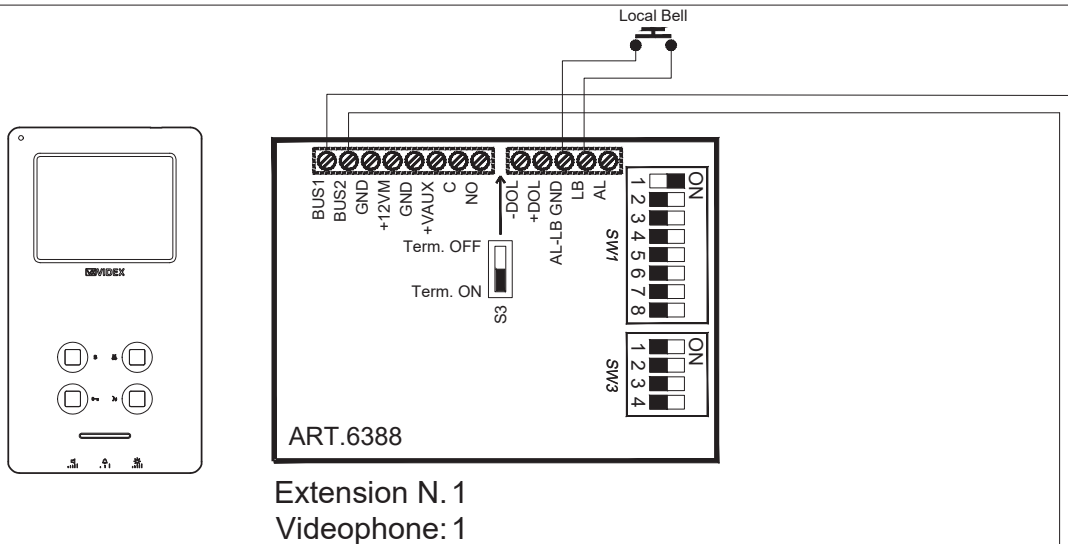 Local Bell
BUS1
BUS2
GND
+12VM
GND
+VAUX
C
NO
-DOL
+DOL
AL-LB GND
LB
AL
Term. OFF
Term. ON
S3
ON
1
2
3
4
5
6
7
8
SW1
ON
1
2
3
4
SW3
VIDEX
ART.6388
Extension N. 1
Videophone: 1